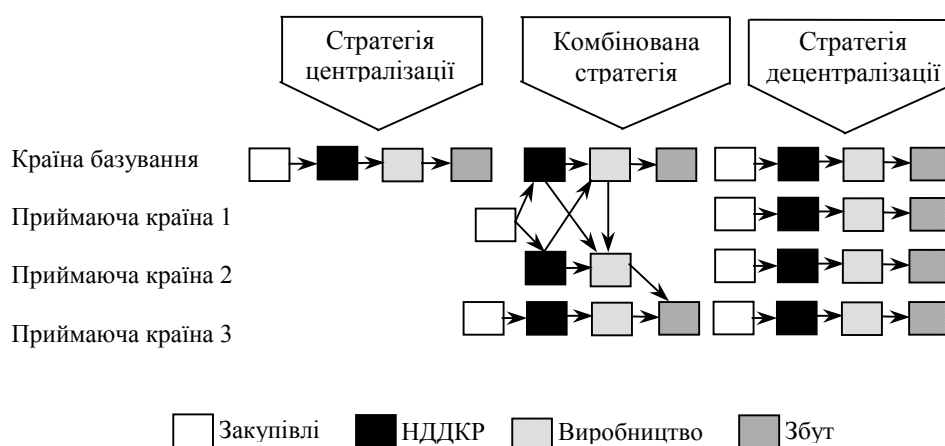 Стратегія
централізації
Комбінована
стратегія
Стратегія
децентралізації
Країна базування
Приймаюча країна 1
Приймаюча країна 2
Приймаюча країна 3
Закупівлі
НДДКР
Виробництво
Збут